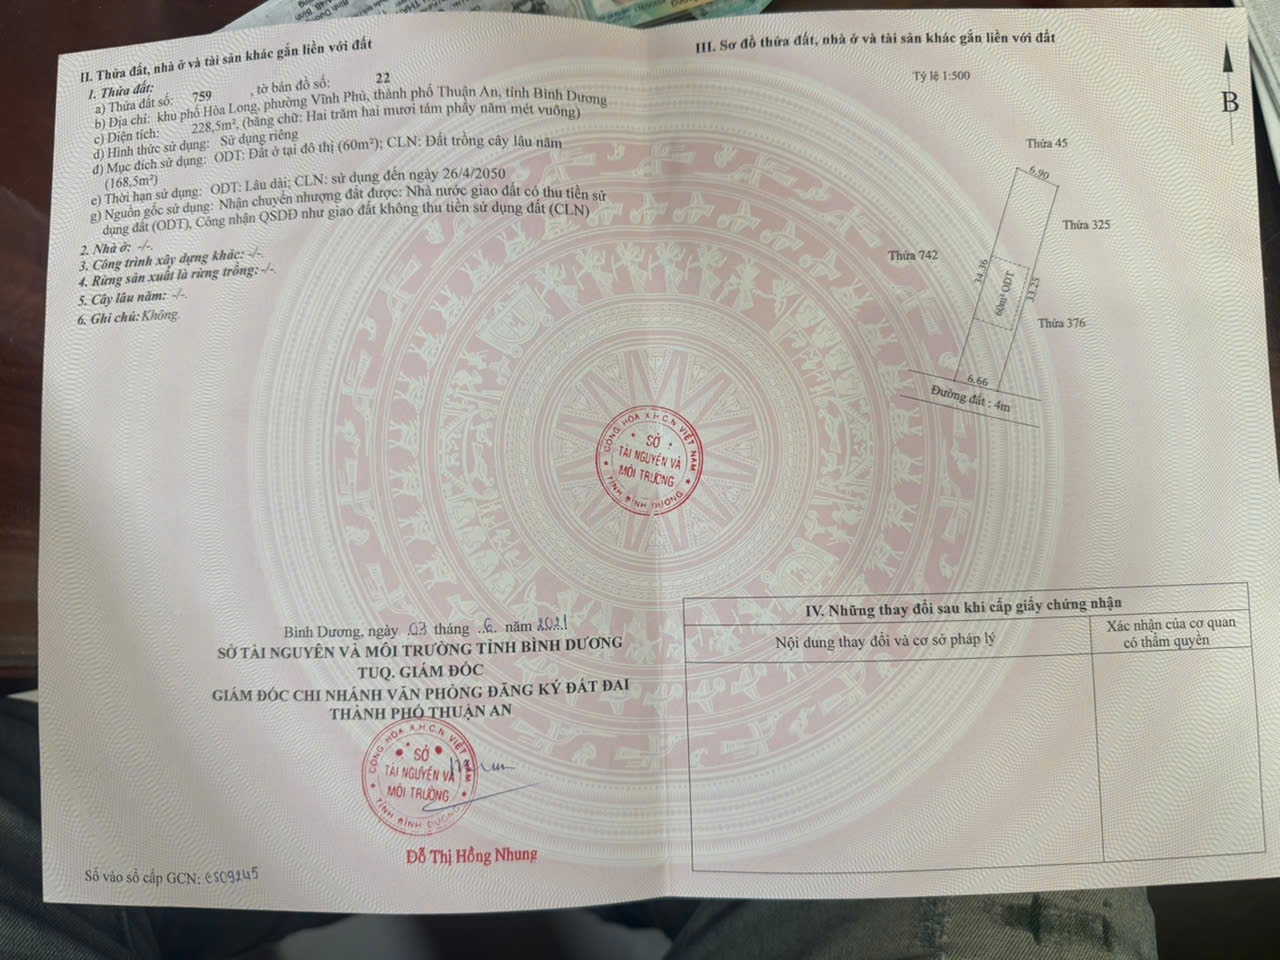 II. Thửa đất, nhà ở và tài sản khác gắn liền với đất
1. Thửa đất:
a) Thửa đất số: 759 , tờ bản đồ số: 22
b) Địa chỉ: khu phố Hòa Long, phường Vĩnh Phú, thành phố Thuận An, tỉnh Bình Dương
c) Diện tích: 228,5m², (bằng chữ: Hai trăm hai mươi tám phẩy năm mét vuông)
d) Hình thức sử dụng: Sử dụng riêng
đ) Mục đích sử dụng: ODT: Đất ở tại đô thị (60m²); CLN: Đất trồng cây lâu năm
(168,5m²)
e) Thời hạn sử dụng: ODT: Lâu dài; CLN: sử dụng đến ngày 26/4/2050
g) Nguồn gốc sử dụng: Nhận chuyển nhượng đất được: Nhà nước giao đất có thu tiền sử
dụng đất (ODT), Công nhận QSDĐ như giao đất không thu tiền sử dụng đất (CLN)
2. Nhà ở: -/-.
3. Công trình xây dựng khác: -/-.
4. Rừng sản xuất là rừng trồng: -/-.
5. Cây lâu năm: -/-.
6. Ghi chú: Không.
Bình Dương, ngày 03 tháng 6 năm 2021
SỞ TÀI NGUYÊN VÀ MÔI TRƯỜNG TỈNH BÌNH DƯƠNG
TUQ. GIÁM ĐỐC
GIÁM ĐỐC CHI NHÁNH VĂN PHÒNG ĐĂNG KÝ ĐẤT ĐAI
THÀNH PHỐ THUẬN AN
CỘNG HÒA X.H.C.N VIỆT NAM
SỞ
TÀI NGUYÊN VÀ
MÔI TRƯỜNG
TỈNH BÌNH DƯƠNG
Đỗ Thị Hồng Nhung
Số vào sổ cấp GCN: CS09245
III. Sơ đồ thửa đất, nhà ở và tài sản khác gắn liền với đất
Tỷ lệ 1:500
B
Thửa 45
6.90
Thửa 325
Thửa 742
34.36
60m² ODT
33.25
Thửa 376
6.66
Đường đất : 4m
CỘNG HÒA X.H.C.N VIỆT NAM
SỞ
TÀI NGUYÊN VÀ
MÔI TRƯỜNG
TỈNH BÌNH DƯƠNG
IV. Những thay đổi sau khi cấp giấy chứng nhận
Nội dung thay đổi và cơ sở pháp lý
Xác nhận của cơ quan
có thẩm quyền